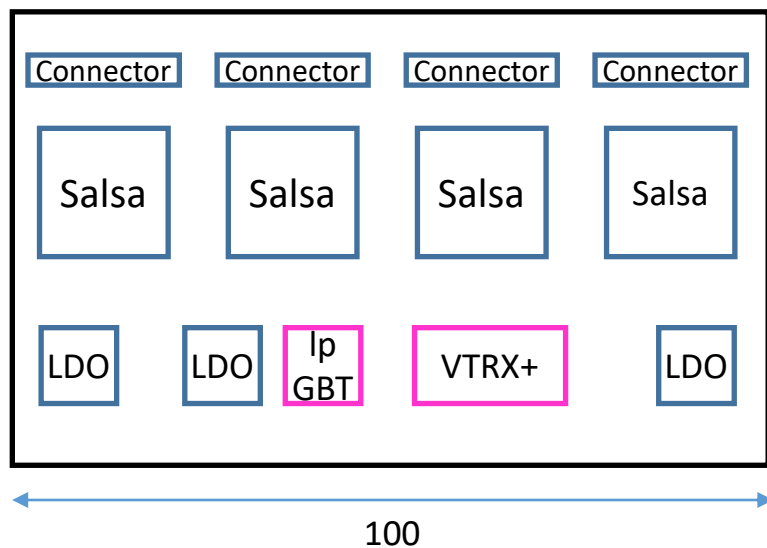 Connector Connector Connector Connector
Salsa Salsa Salsa Salsa
LDO LDO lp
GBT VTRX+ LDO
100